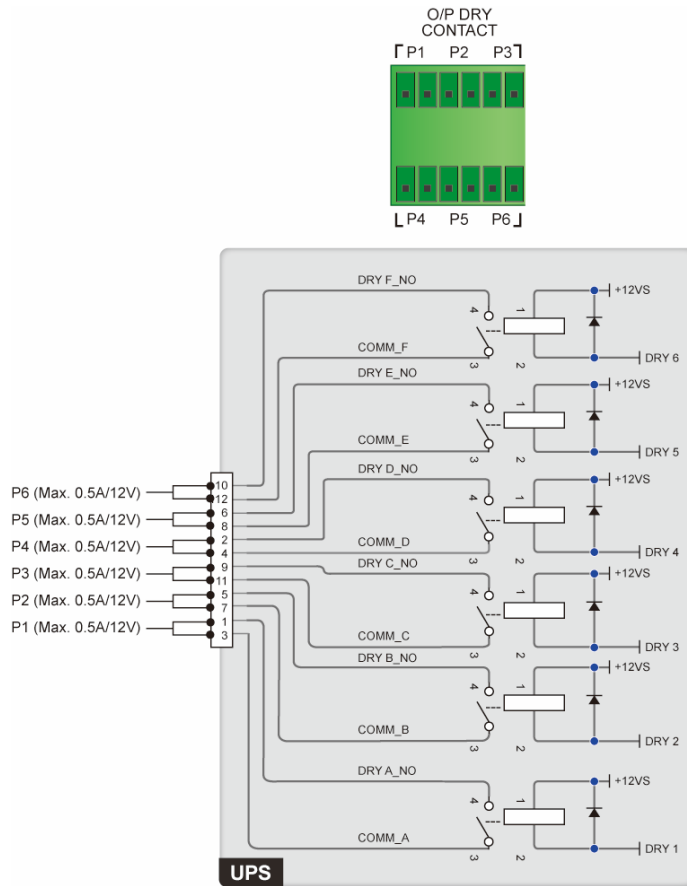 O/P DRY
CONTACT
P1 P2 P3
P4 P5 P6
DRY F_NO
4 1 +12VS
COMM_F
3 2 DRY 6
DRY E_NO
4 1 +12VS
COMM_E
3 2 DRY 5
DRY D_NO
4 1 +12VS
COMM_D
3 2 DRY 4
DRY C_NO
4 1 +12VS
COMM_C
3 2 DRY 3
DRY B_NO
4 1 +12VS
COMM_B
3 2 DRY 2
DRY A_NO
4 1 +12VS
COMM_A
3 2 DRY 1
P6 (Max. 0.5A/12V)
10
12
P5 (Max. 0.5A/12V)
6
8
P4 (Max. 0.5A/12V)
2
4
P3 (Max. 0.5A/12V)
9
11
P2 (Max. 0.5A/12V)
5
7
P1 (Max. 0.5A/12V)
1
3
UPS